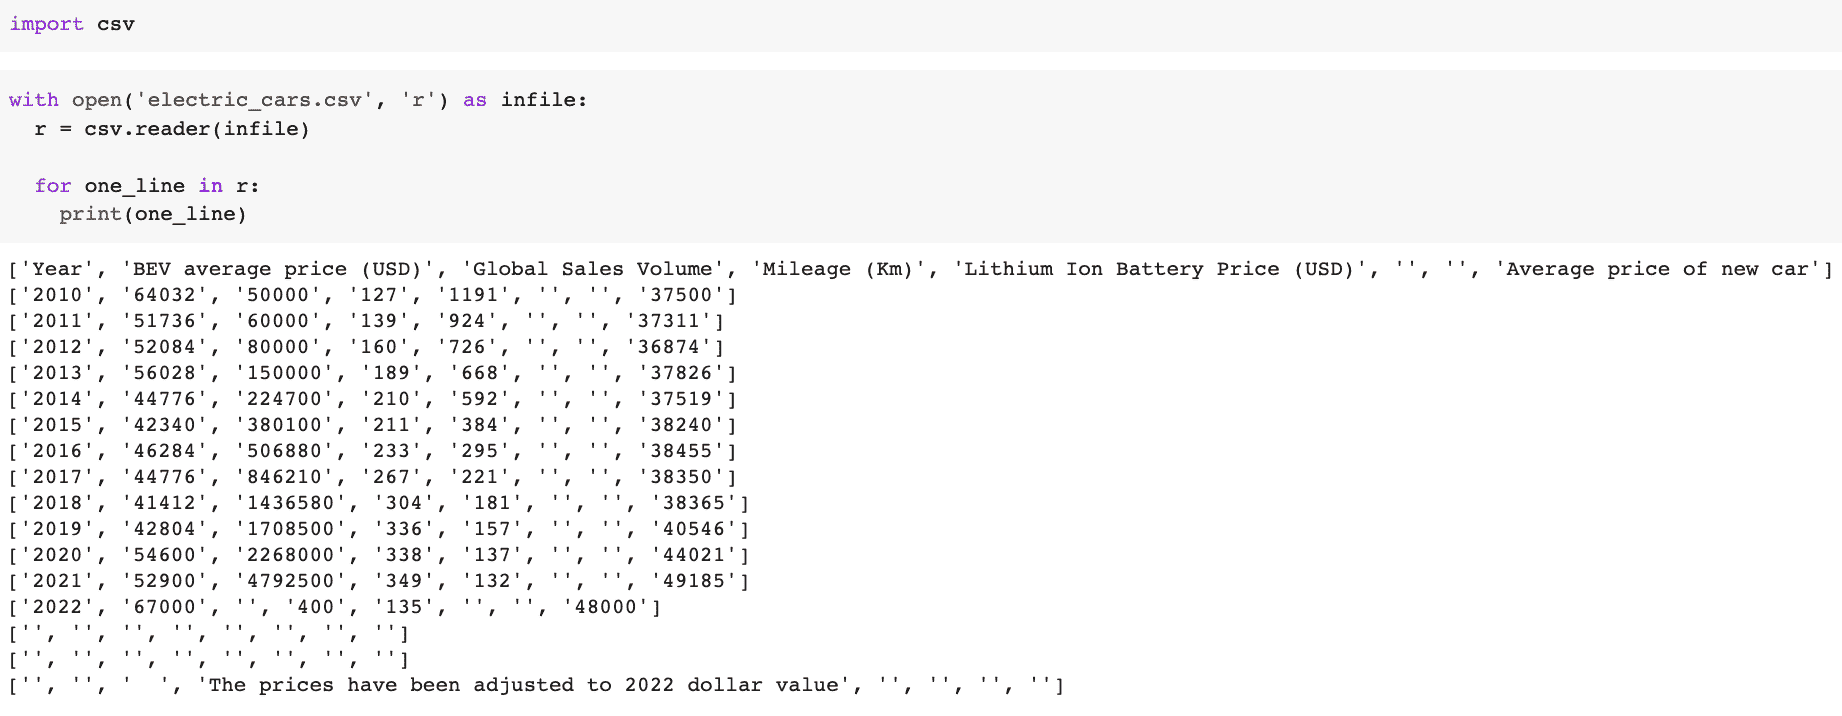 import csv
with open('electric_cars.csv', 'r') as infile:
  r = csv.reader(infile)
  for one_line in r:
    print(one_line)
['Year', 'BEV average price (USD)', 'Global Sales Volume', 'Mileage (Km)', 'Lithium Ion Battery Price (USD)', '', '', 'Average price of new car']
['2010', '64032', '50000', '127', '1191', '', '', '37500']
['2011', '51736', '60000', '139', '924', '', '', '37311']
['2012', '52084', '80000', '160', '726', '', '', '36874']
['2013', '56028', '150000', '189', '668', '', '', '37826']
['2014', '44776', '224700', '210', '592', '', '', '37519']
['2015', '42340', '380100', '211', '384', '', '', '38240']
['2016', '46284', '506880', '233', '295', '', '', '38455']
['2017', '44776', '846210', '267', '221', '', '', '38350']
['2018', '41412', '1436580', '304', '181', '', '', '38365']
['2019', '42804', '1708500', '336', '157', '', '', '40546']
['2020', '54600', '2268000', '338', '137', '', '', '44021']
['2021', '52900', '4792500', '349', '132', '', '', '49185']
['2022', '67000', '', '400', '135', '', '', '48000']
['', '', '', '', '', '', '', '']
['', '', '', '', '', '', '', '']
['', '', '  ', 'The prices have been adjusted to 2022 dollar value', '', '', '', '']